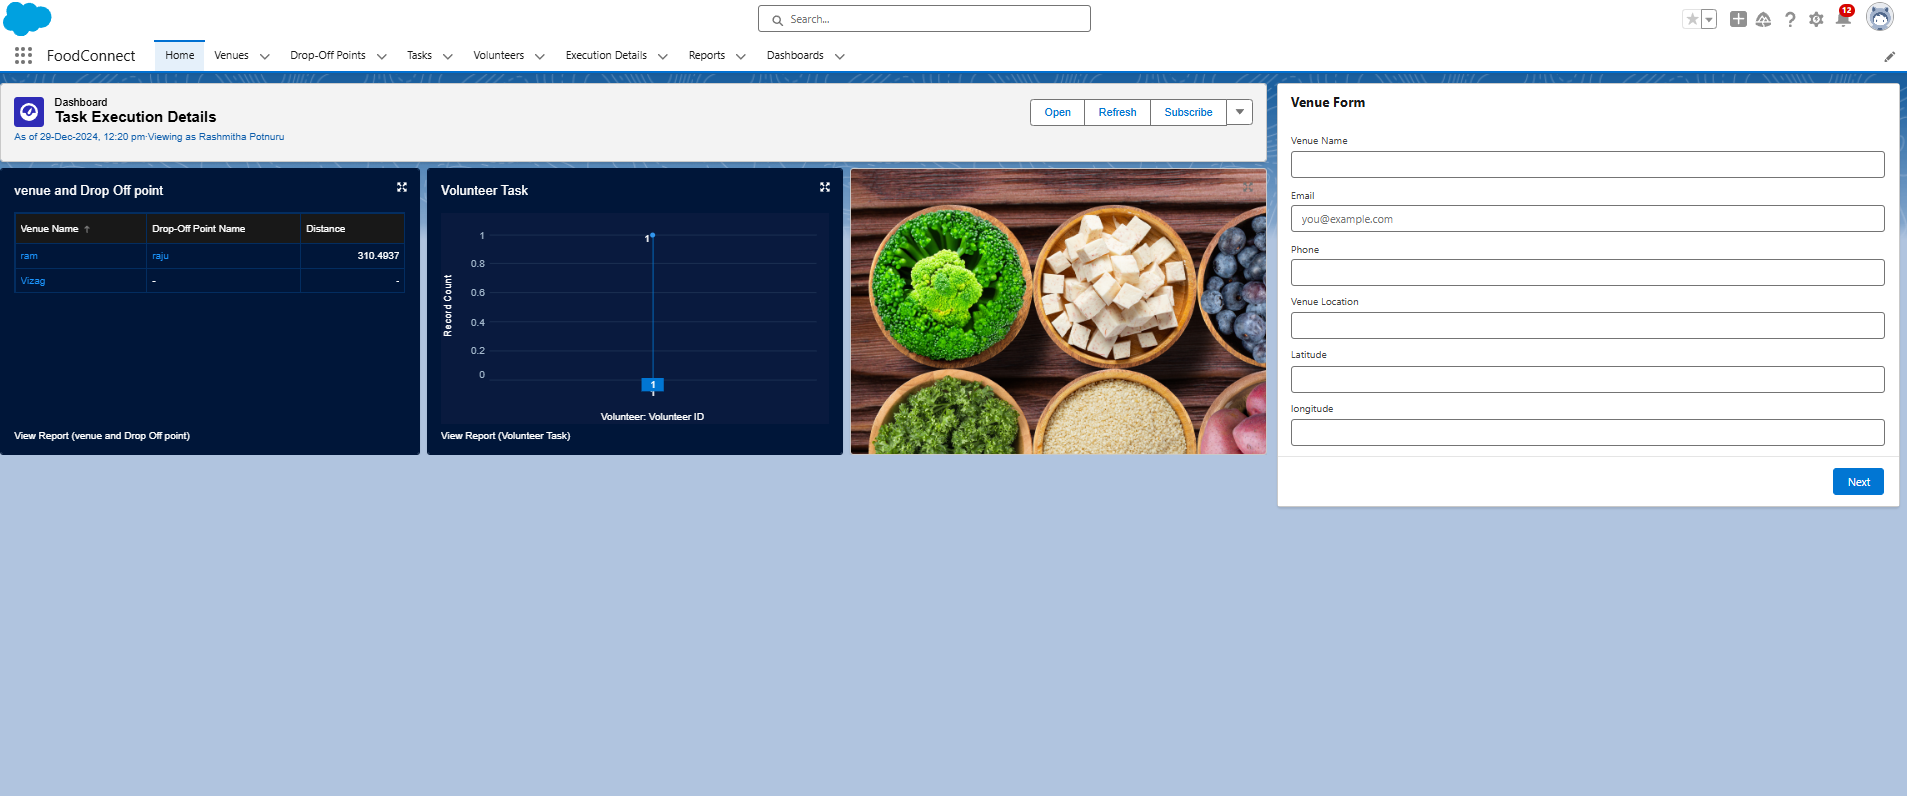 Search...
12
FoodConnect
Home
Venues
Drop-Off Points
Tasks
Volunteers
Execution Details
Reports
Dashboards
Dashboard
Task Execution Details
As of 29-Dec-2024, 12:20 pm·Viewing as Rashmitha Potnuru
Open
Refresh
Subscribe
venue and Drop Off point
Venue Name ↑ Drop-Off Point Name Distance
ram raju 310.4937
Vizag - -
View Report (venue and Drop Off point)
Volunteer Task
Record Count
1
0.8
0.6
0.4
0.2
0
1
1
Volunteer: Volunteer ID
View Report (Volunteer Task)
Venue Form
Venue Name
Email
you@example.com
Phone
Venue Location
Latitude
longitude
Next